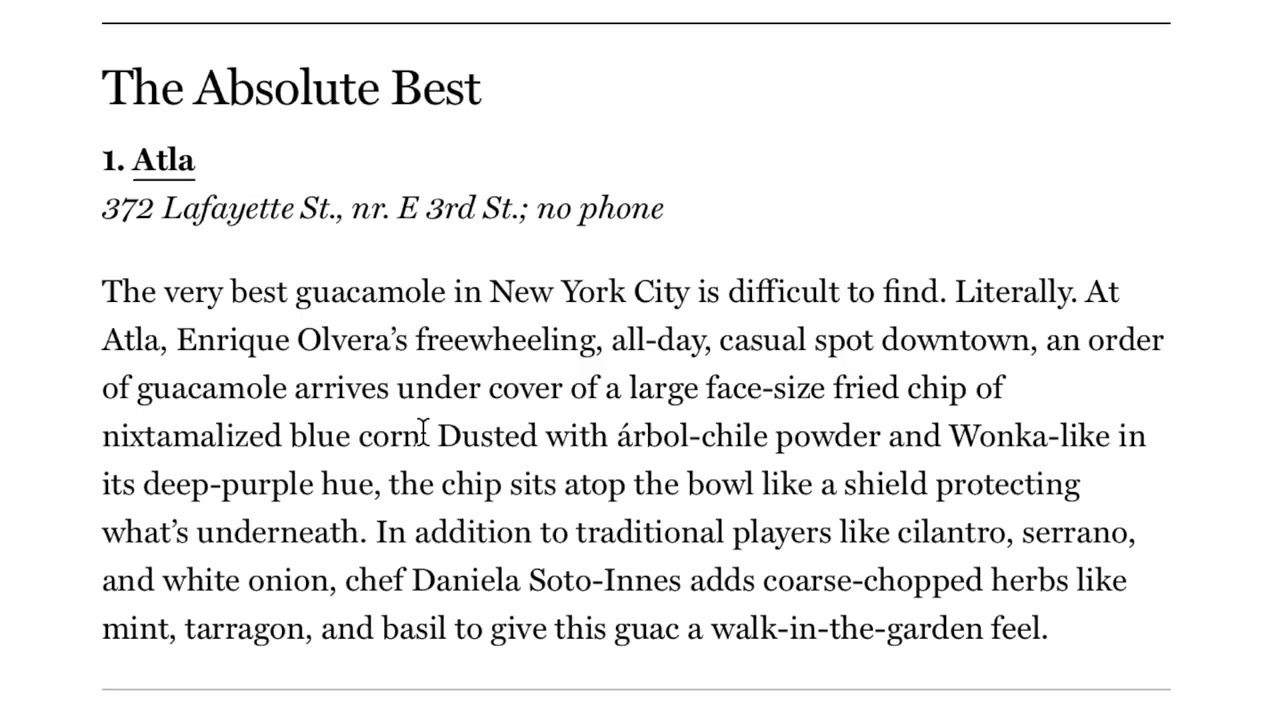 The Absolute Best
1. Atla
372 Lafayette St., nr. E 3rd St.; no phone
The very best guacamole in New York City is difficult to find. Literally. At
Atla, Enrique Olvera’s freewheeling, all-day, casual spot downtown, an order
of guacamole arrives under cover of a large face-size fried chip of
nixtamalized blue corn. Dusted with árbol-chile powder and Wonka-like in
its deep-purple hue, the chip sits atop the bowl like a shield protecting
what’s underneath. In addition to traditional players like cilantro, serrano,
and white onion, chef Daniela Soto-Innes adds coarse-chopped herbs like
mint, tarragon, and basil to give this guac a walk-in-the-garden feel.